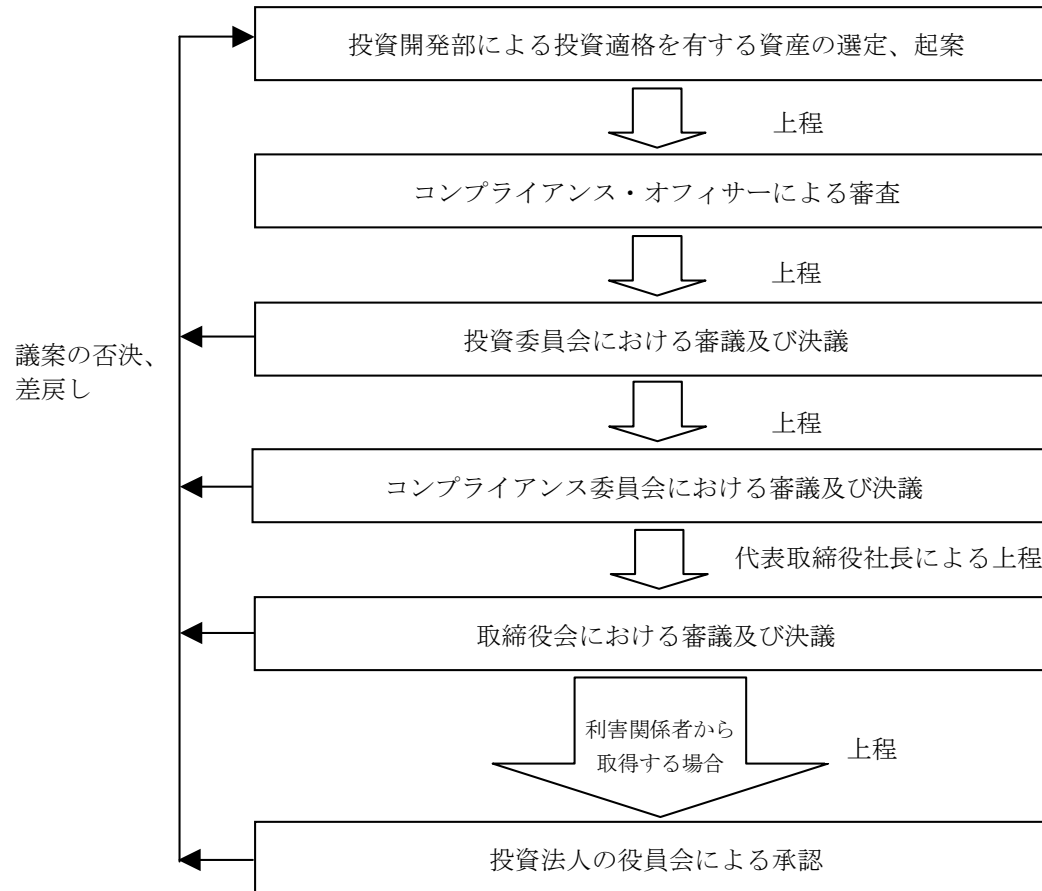 投資開発部による投資適格を有する資産の選定、起案
上程
コンプライアンス・オフィサーによる審査
上程
投資委員会における審議及び決議
議案の否決、
差戻し
上程
コンプライアンス委員会における審議及び決議
代表取締役社長による上程
取締役会における審議及び決議
利害関係者から
取得する場合
上程
投資法人の役員会による承認